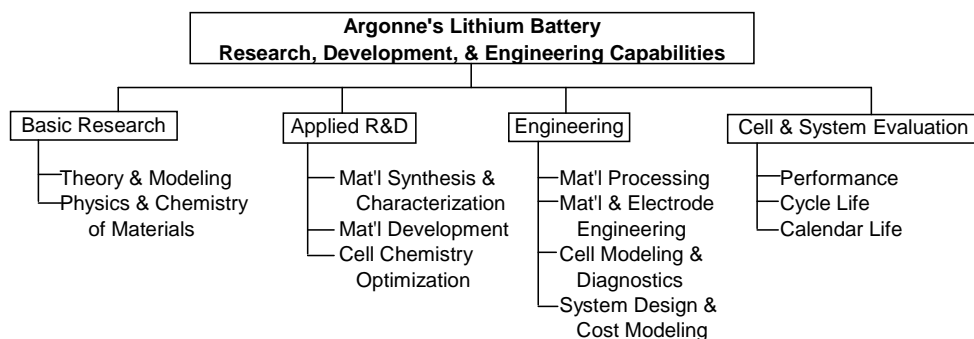 Argonne's Lithium Battery
Research, Development, & Engineering Capabilities
Basic Research
Theory & Modeling
Physics & Chemistry
of Materials
Applied R&D
Mat'l Synthesis &
Characterization
Mat'l Development
Cell Chemistry
Optimization
Engineering
Mat'l Processing
Mat'l & Electrode
Engineering
Cell Modeling &
Diagnostics
System Design &
Cost Modeling
Cell & System Evaluation
Performance
Cycle Life
Calendar Life